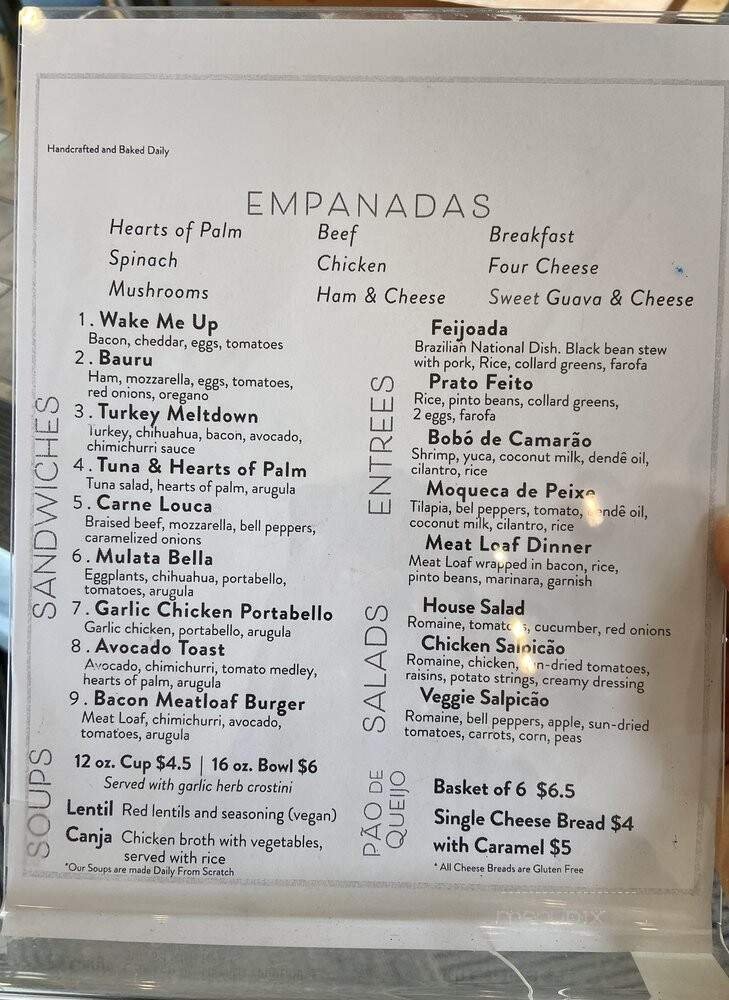 Handcrafted and Baked Daily
EMPANADAS
Hearts of Palm
Beef
Breakfast
Spinach
Chicken
Four Cheese
Mushrooms
Ham & Cheese
Sweet Guava & Cheese
SANDWICHES
1. Wake Me Up
Bacon, cheddar, eggs, tomatoes
2. Bauru
Ham, mozzarella, eggs, tomatoes,
red onions, oregano
3. Turkey Meltdown
Turkey, chihuahua, bacon, avocado,
chimichurri sauce
4. Tuna & Hearts of Palm
Tuna salad, hearts of palm, arugula
5. Carne Louca
Braised beef, mozzarella, bell peppers,
caramelized onions
6. Mulata Bella
Eggplants, chihuahua, portabello,
tomatoes, arugula
7. Garlic Chicken Portabello
Garlic chicken, portabello, arugula
8. Avocado Toast
Avocado, chimichurri, tomato medley,
hearts of palm, arugula
9. Bacon Meatloaf Burger
Meat Loaf, chimichurri, avocado,
tomatoes, arugula
SOUPS
12 oz. Cup $4.5 | 16 oz. Bowl $6
Served with garlic herb crostini
Lentil Red lentils and seasoning (vegan)
Canja Chicken broth with vegetables,
served with rice
*Our Soups are made Daily From Scratch
ENTREES
Feijoada
Brazilian National Dish. Black bean stew
with pork, Rice, collard greens, farofa
Prato Feito
Rice, pinto beans, collard greens,
2 eggs, farofa
Bobó de Camarão
Shrimp, yuca, coconut milk, dendê oil,
cilantro, rice
Moqueca de Peixe
Tilapia, bel peppers, tomato, dendê oil,
coconut milk, cilantro, rice
Meat Loaf Dinner
Meat Loaf wrapped in bacon, rice,
pinto beans, marinara, garnish
SALADS
House Salad
Romaine, tomatoes, cucumber, red onions
Chicken Salpicão
Romaine, chicken, sun-dried tomatoes,
raisins, potato strings, creamy dressing
Veggie Salpicão
Romaine, bell peppers, apple, sun-dried
tomatoes, carrots, corn, peas
PÃO DE
QUEIJO
Basket of 6 $6.5
Single Cheese Bread $4
with Caramel $5
* All Cheese Breads are Gluten Free
menupix